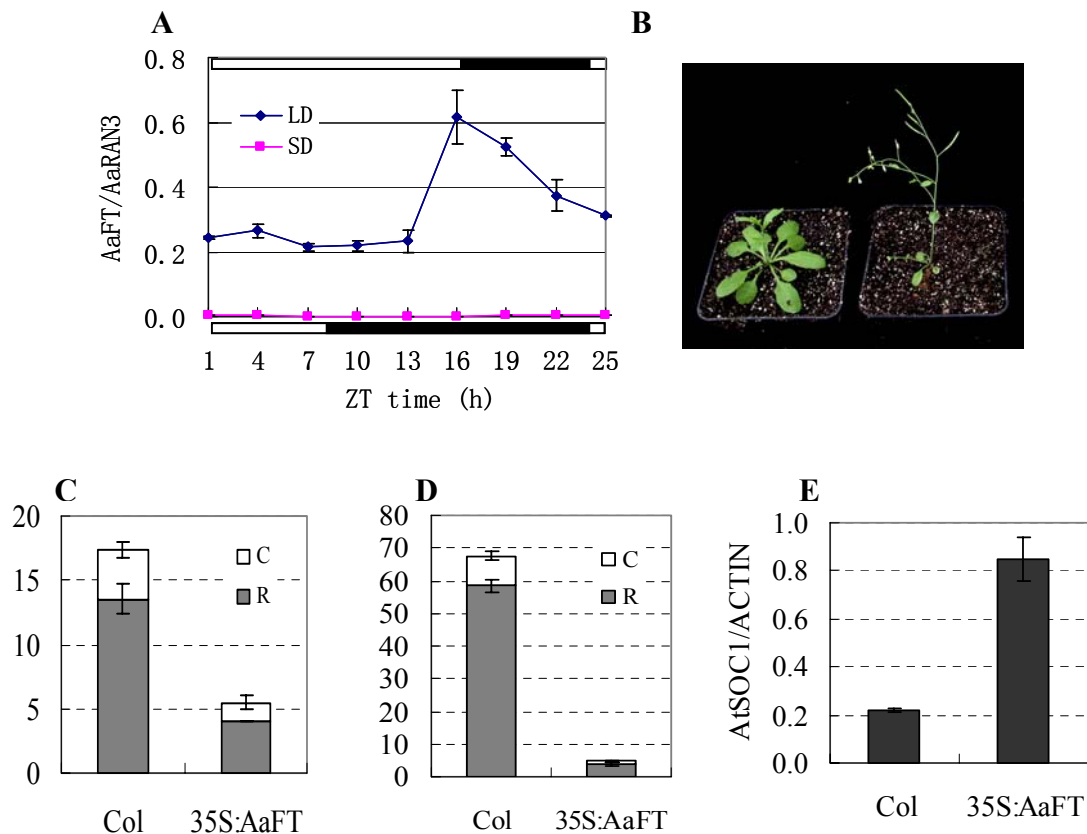 A
B
0.8
0.6
0.4
0.2
0.0
AaFT/AaRAN3
LD
SD
1 4 7 10 13 16 19 22 25
ZT time (h)
C
20
15
10
5
0
C
R
Col 35S:AaFT
D
80
70
60
50
40
30
20
10
0
C
R
Col 35S:AaFT
E
1.0
0.8
0.6
0.4
0.2
0.0
AtSOC1/ACTIN
Col 35S:AaFT